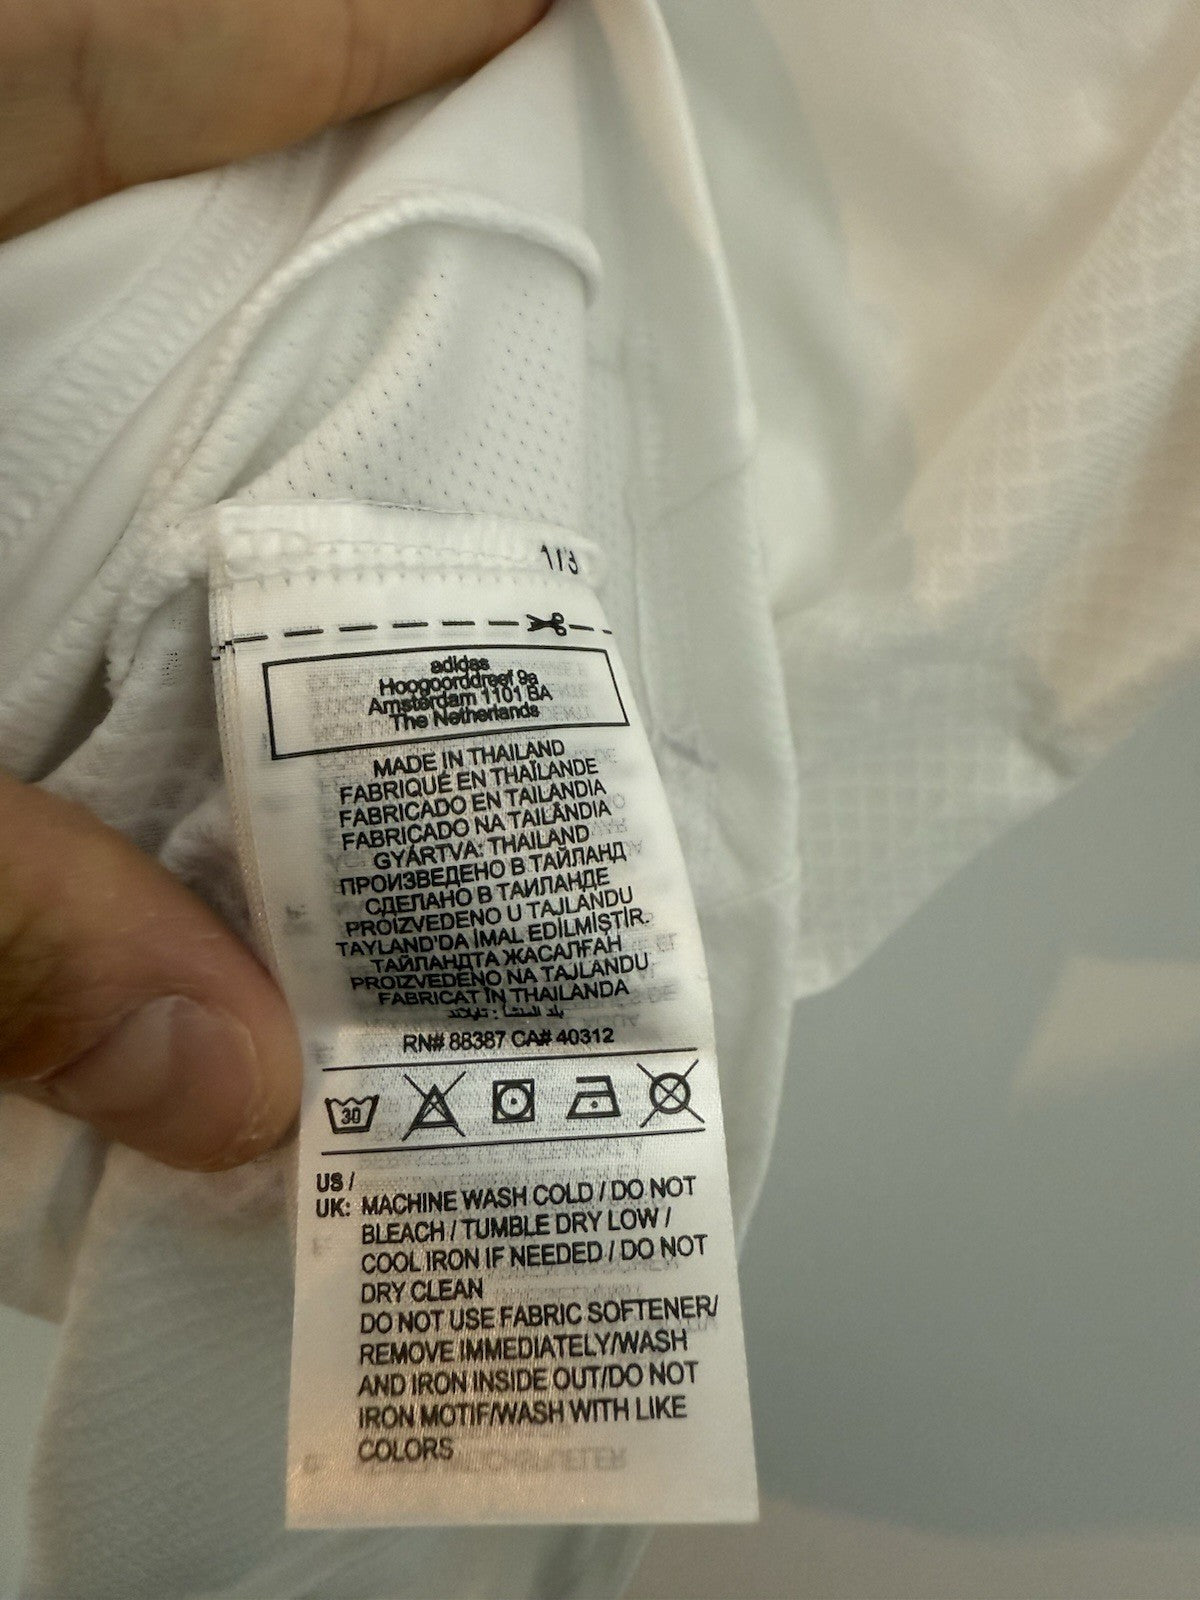 1/3
adidas
Hoogoorddreef 9a
Amsterdam 1101 BA
The Netherlands
MADE IN THAILAND
FABRIQUÉ EN THAÏLANDE
FABRICADO EN TAILANDIA
FABRICADO NA TAILÂNDIA
GYÁRTVA: THAILAND
ПРОИЗВЕДЕНО В ТАЙЛАНД
СДЕЛАНО В ТАИЛАНДЕ
PROIZVEDENO U TAJLANDU
TAYLAND'DA İMAL EDİLMİŞTİR.
ТАЙЛАНДТА ЖАСАЛҒАН
PROIZVEDENO NA TAJLANDU
FABRICAT ÎN THAILANDA
بلد المنشأ : تايلاند
RN# 88387 CA# 40312
30
US /
UK: MACHINE WASH COLD / DO NOT
BLEACH / TUMBLE DRY LOW /
COOL IRON IF NEEDED / DO NOT
DRY CLEAN
DO NOT USE FABRIC SOFTENER/
REMOVE IMMEDIATELY/WASH
AND IRON INSIDE OUT/DO NOT
IRON MOTIF/WASH WITH LIKE
COLORS